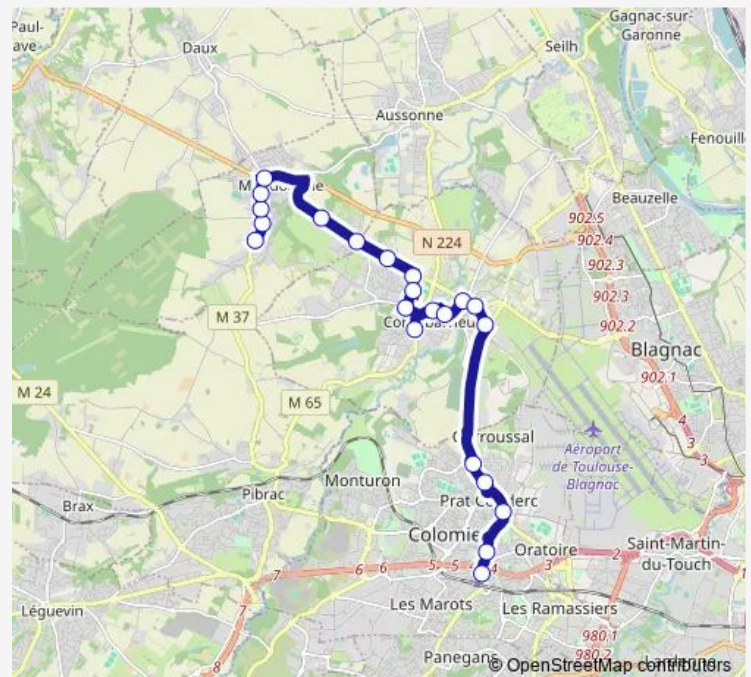 Gagnac-sur-
Garonne
Paul-
ave
Daux
Seilh
Aussonne
Fenouille
Beauzelle
902.5
902.4
N 224
902.3
902.3
M 37
902.2
Blagnac
902.1
M 24
M 65
4
3
3
Aéroport
de Toulouse-
Blagnac
Monturon
Pibrac
Brax
Prat
Colomie
Oratoire
Saint-Martin-
du-Touch
2
3
4
4
5
5
6
6
7
7
8
Les Marots
Les Ramassiers
Léguevin
980.1
980.2
Panegans
© OpenStreetMap contributors